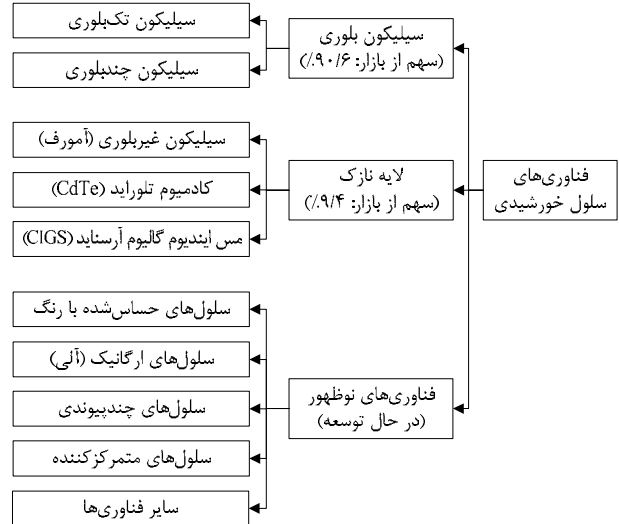 فناوری‌های
سلول خورشیدی
سیلیکون بلوری
(سهم از بازار: ۹۰/۶٪)
سیلیکون تک‌بلوری
سیلیکون چندبلوری
لایه نازک
(سهم از بازار: ۹/۴٪)
سیلیکون غیربلوری (آمورف)
کادمیوم تلوراید (CdTe)
مس ایندیوم گالیوم آرسناید (CIGS)
فناوری‌های نوظهور
(در حال توسعه)
سلول‌های حساس‌شده با رنگ
سلول‌های ارگانیک (آلی)
سلول‌های چندپیوندی
سلول‌های متمرکزکننده
سایر فناوری‌ها